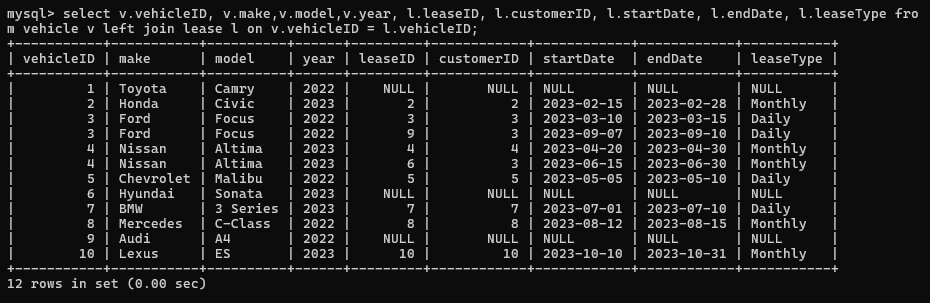 mysql> select v.vehicleID, v.make,v.model,v.year, l.leaseID, l.customerID, l.startDate, l.endDate, l.leaseType fro
m vehicle v left join lease l on v.vehicleID = l.vehicleID;
+-----------+-----------+----------+------+---------+------------+------------+------------+-----------+
| vehicleID | make      | model    | year | leaseID | customerID | startDate  | endDate    | leaseType |
+-----------+-----------+----------+------+---------+------------+------------+------------+-----------+
|         1 | Toyota    | Camry    | 2022 |    NULL |       NULL | NULL       | NULL       | NULL      |
|         2 | Honda     | Civic    | 2023 |       2 |          2 | 2023-02-15 | 2023-02-28 | Monthly   |
|         3 | Ford      | Focus    | 2022 |       3 |          3 | 2023-03-10 | 2023-03-15 | Daily     |
|         3 | Ford      | Focus    | 2022 |       9 |          3 | 2023-09-07 | 2023-09-10 | Daily     |
|         4 | Nissan    | Altima   | 2023 |       4 |          4 | 2023-04-20 | 2023-04-30 | Monthly   |
|         4 | Nissan    | Altima   | 2023 |       6 |          3 | 2023-06-15 | 2023-06-30 | Monthly   |
|         5 | Chevrolet | Malibu   | 2022 |       5 |          5 | 2023-05-05 | 2023-05-10 | Daily     |
|         6 | Hyundai   | Sonata   | 2023 |    NULL |       NULL | NULL       | NULL       | NULL      |
|         7 | BMW       | 3 Series | 2023 |       7 |          7 | 2023-07-01 | 2023-07-10 | Daily     |
|         8 | Mercedes  | C-Class  | 2022 |       8 |          8 | 2023-08-12 | 2023-08-15 | Monthly   |
|         9 | Audi      | A4       | 2022 |    NULL |       NULL | NULL       | NULL       | NULL      |
|        10 | Lexus     | ES       | 2023 |      10 |         10 | 2023-10-10 | 2023-10-31 | Monthly   |
+-----------+-----------+----------+------+---------+------------+------------+------------+-----------+
12 rows in set (0.00 sec)